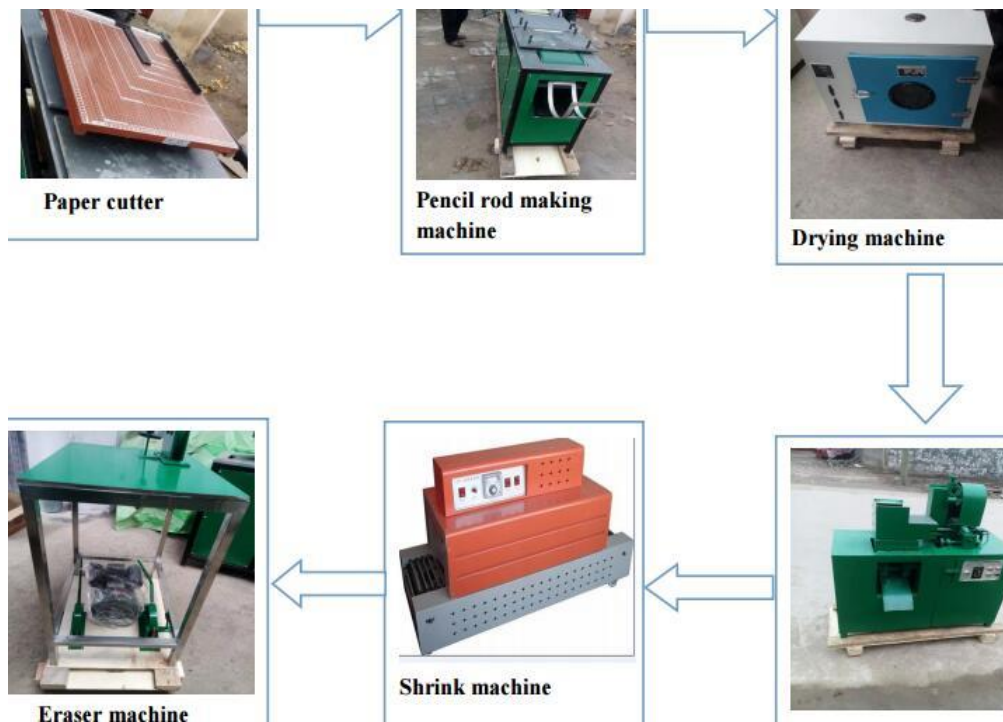 Paper cutter
Pencil rod making
machine
Drying machine
Shrink machine
Eraser machine